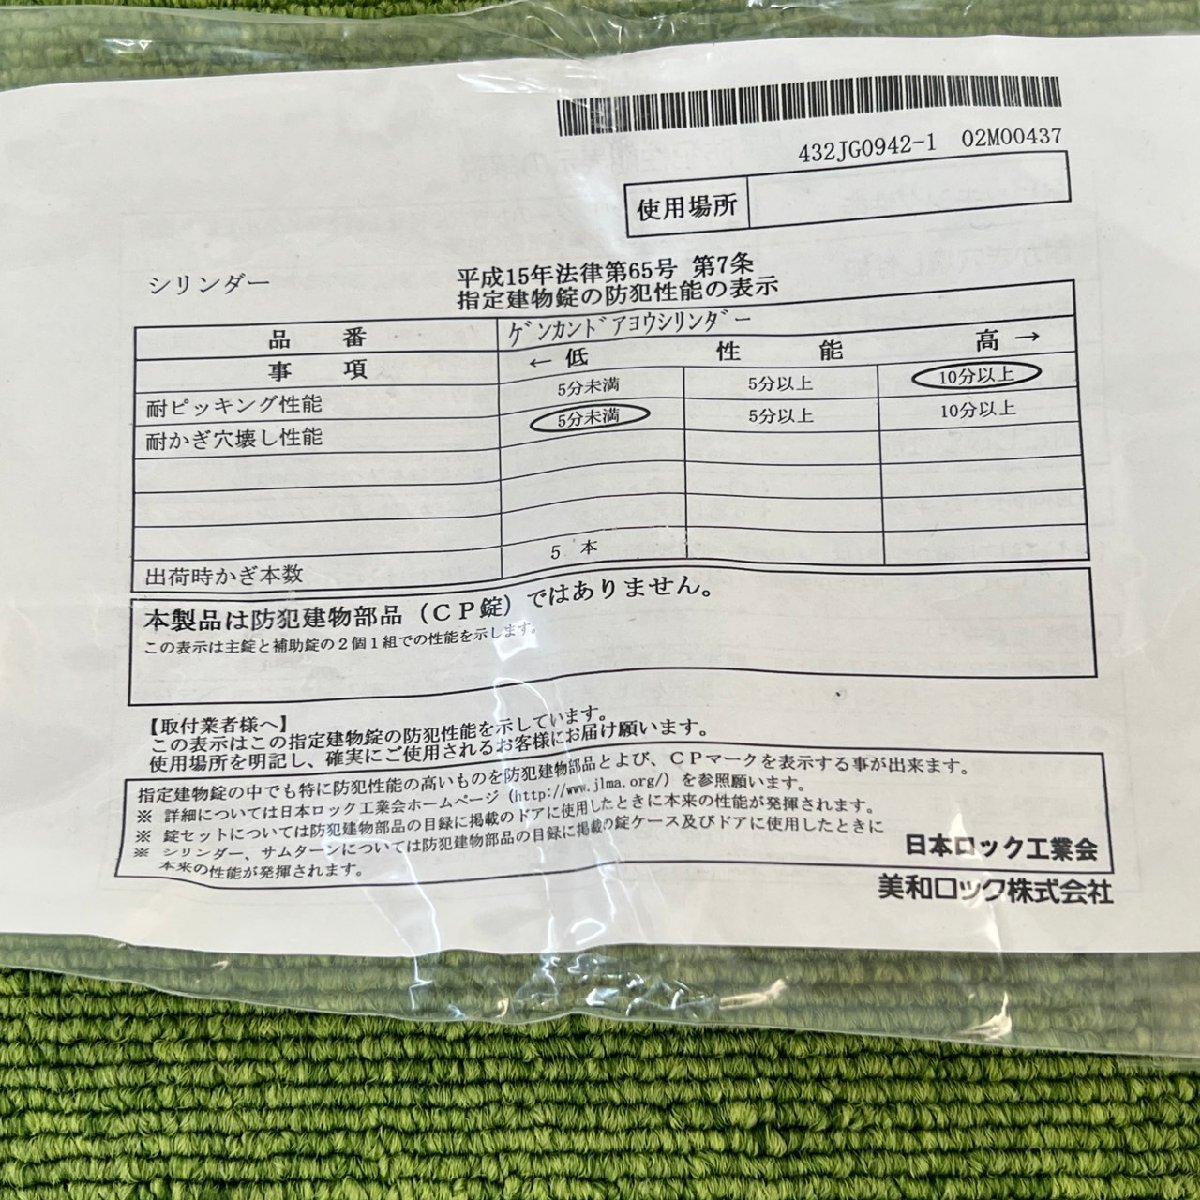 432JG0942-1 02M00437
使用場所
シリンダー
平成15年法律第65号 第7条
指定建物錠の防犯性能の表示
品 番 ｹﾞﾝｶﾝﾄﾞｱﾖｳｼﾘﾝﾀﾞｰ
事 項 ←低 性 能 高→
耐ピッキング性能 5分未満 5分以上 10分以上
耐かぎ穴壊し性能 5分未満 5分以上 10分以上
出荷時かぎ本数 5 本
本製品は防犯建物部品（CP錠）ではありません。
この表示は主錠と補助錠の2個1組での性能を示します。
【取付業者様へ】
この表示はこの指定建物錠の防犯性能を示しています。
使用場所を明記し、確実にご使用されるお客様にお届け願います。
指定建物錠の中でも特に防犯性能の高いものを防犯建物部品とよび、CPマークを表示する事が出来ます。
※ 詳細については日本ロック工業会ホームページ（http://www.jlma.org/）を参照願います。
※ 錠セットについては防犯建物部品の目録に掲載のドアに使用したときに本来の性能が発揮されます。
※ シリンダー、サムターンについては防犯建物部品の目録に掲載の錠ケース及びドアに使用したときに
本来の性能が発揮されます。
日本ロック工業会
美和ロック株式会社